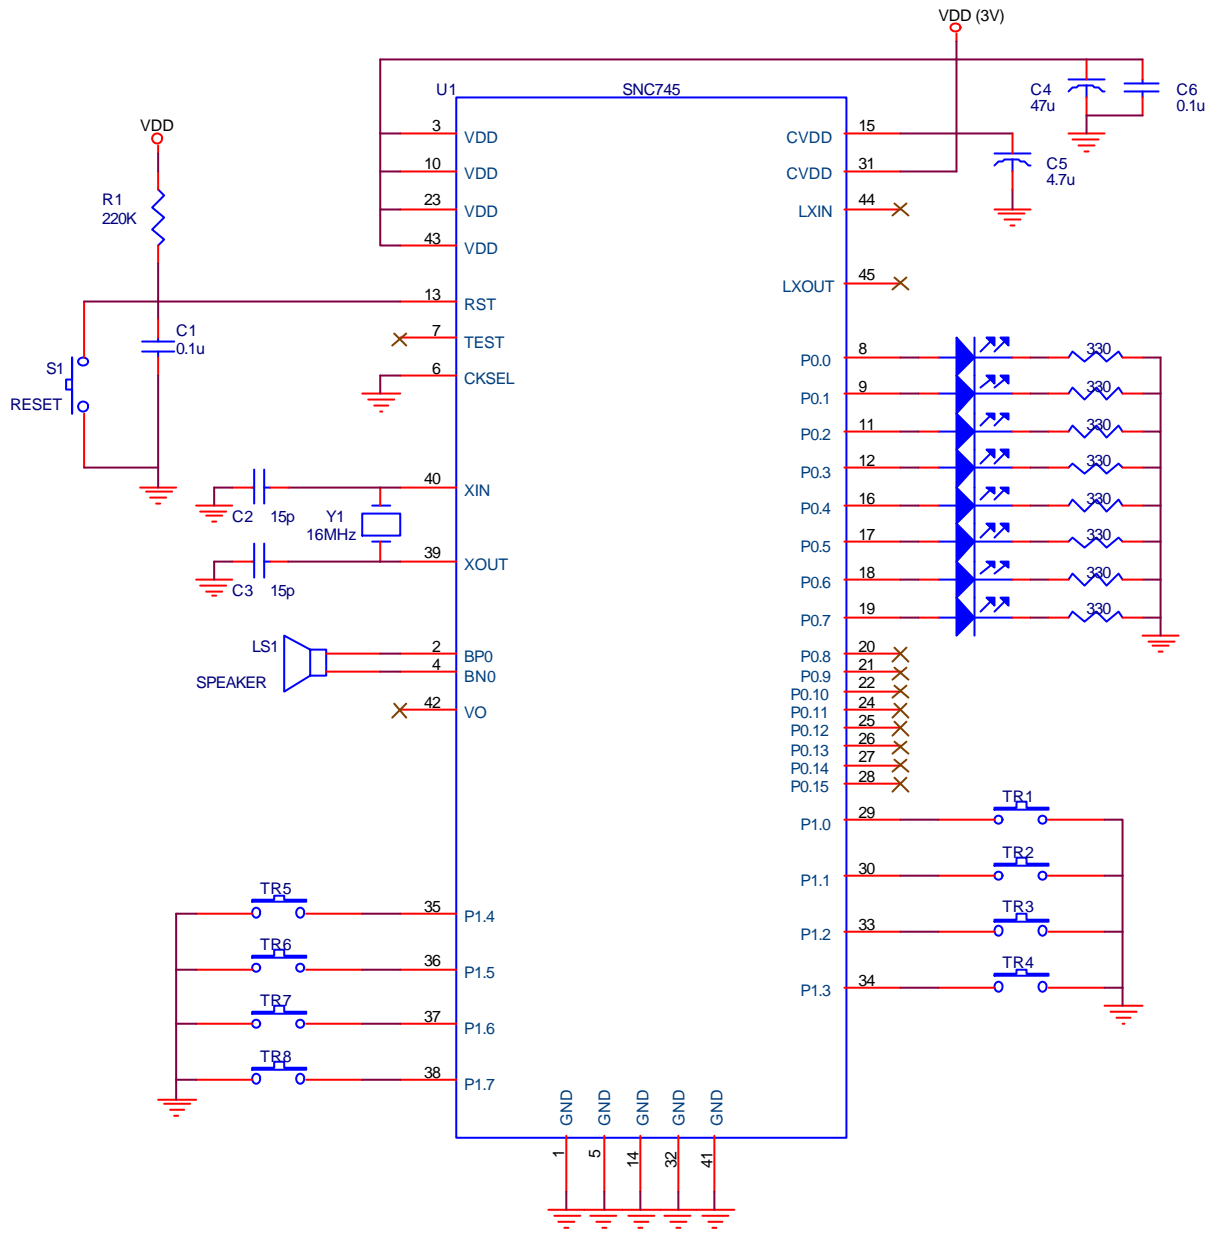 VDD (3V)
U1
SNC745
C4
47u
C6
0.1u
VDD
3
VDD
15
CVDD
10
VDD
31
CVDD
C5
4.7u
R1
220K
23
VDD
44
LXIN
43
VDD
45
LXOUT
13
RST
C1
0.1u
7
TEST
S1
RESET
6
CKSEL
8
P0.0
330
9
P0.1
330
11
P0.2
330
12
P0.3
330
16
P0.4
330
17
P0.5
330
18
P0.6
330
19
P0.7
330
40
XIN
C2 15p
Y1
16MHz
39
XOUT
C3 15p
LS1
SPEAKER
2
BP0
4
BN0
42
VO
20
P0.8
21
P0.9
22
P0.10
24
P0.11
25
P0.12
26
P0.13
27
P0.14
28
P0.15
TR1
29
P1.0
TR2
30
P1.1
TR3
33
P1.2
TR4
34
P1.3
TR5
35
P1.4
TR6
36
P1.5
TR7
37
P1.6
TR8
38
P1.7
GND
GND
GND
GND
GND
1
5
14
32
41